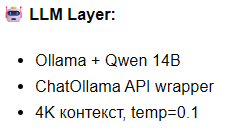 🤖 LLM Layer:
• Ollama + Qwen 14B
• ChatOllama API wrapper
• 4K контекст, temp=0.1